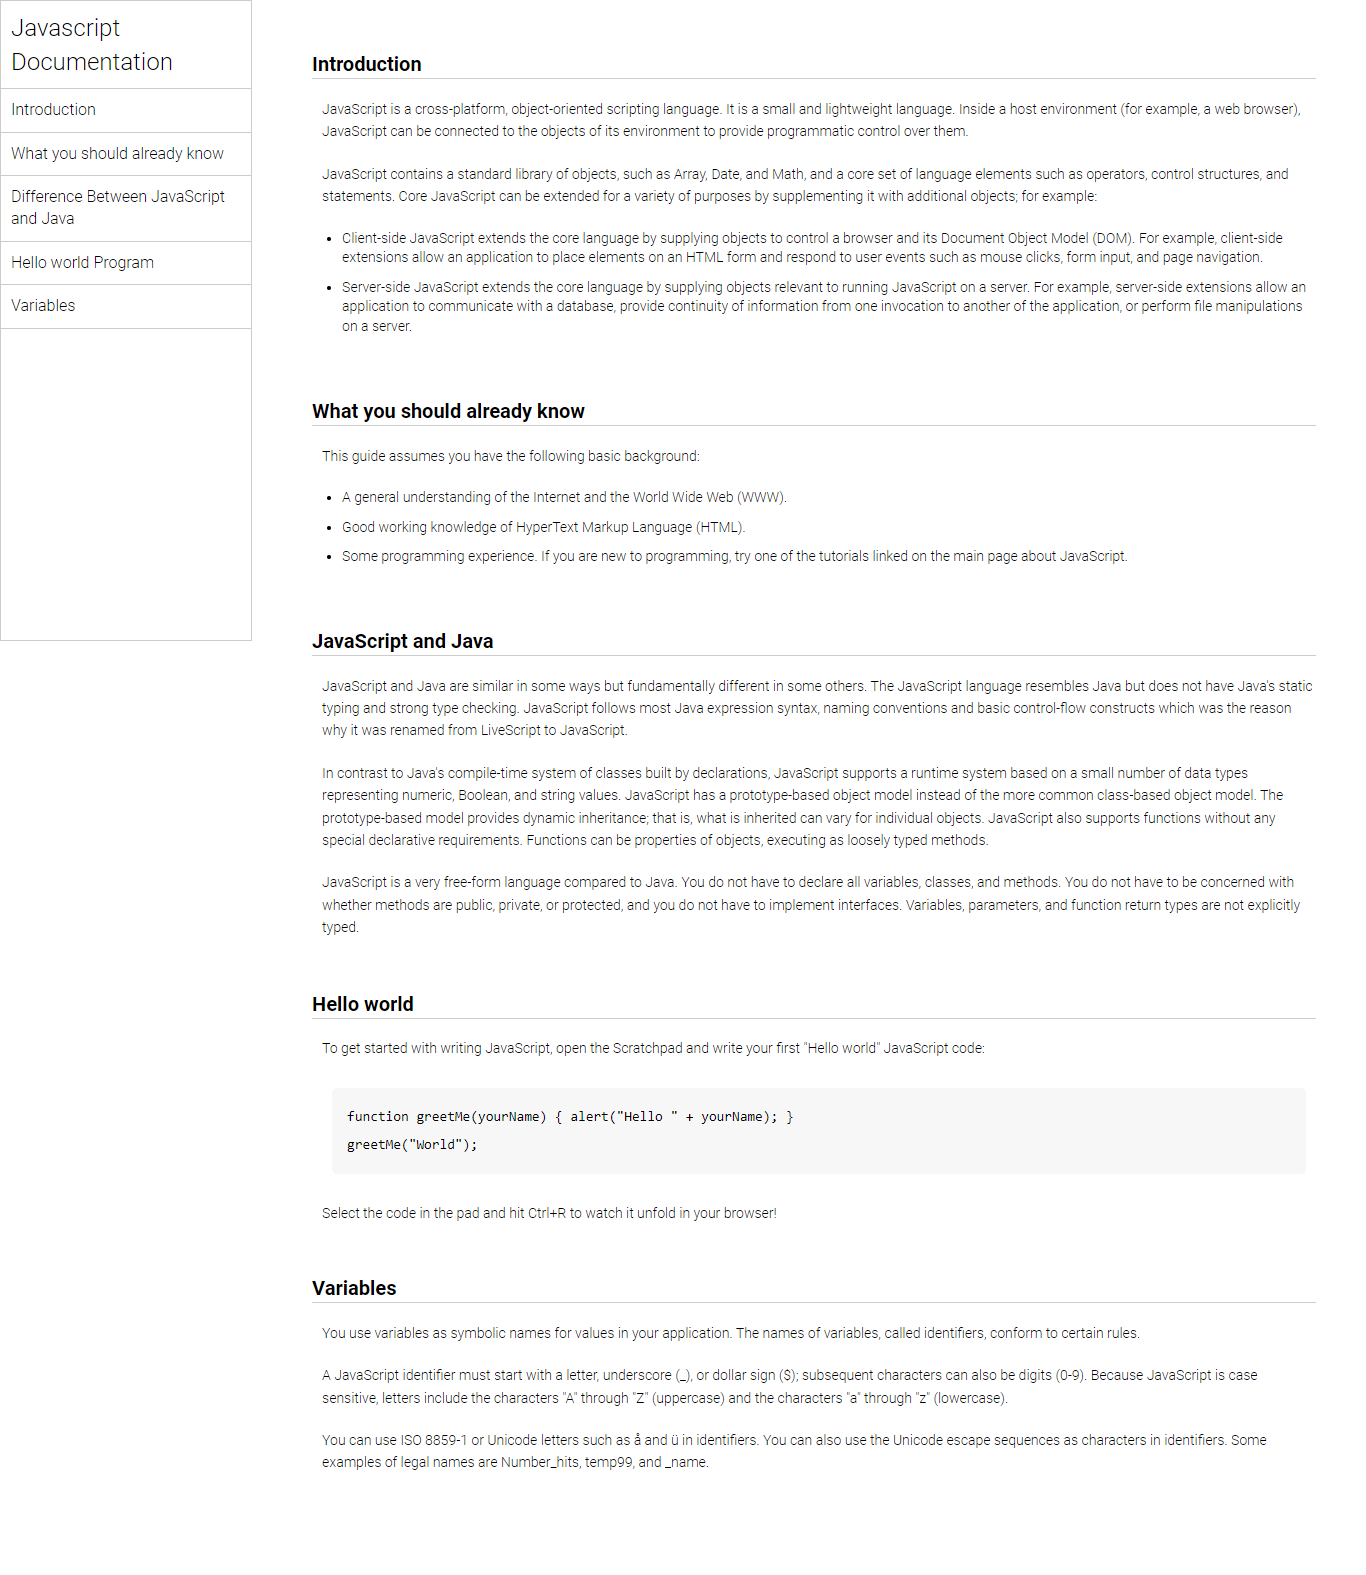 Javascript
Documentation
Introduction
What you should already know
Difference Between JavaScript
and Java
Hello world Program
Variables
Introduction
JavaScript is a cross-platform, object-oriented scripting language. It is a small and lightweight language. Inside a host environment (for example, a web browser),
JavaScript can be connected to the objects of its environment to provide programmatic control over them.
JavaScript contains a standard library of objects, such as Array, Date, and Math, and a core set of language elements such as operators, control structures, and
statements. Core JavaScript can be extended for a variety of purposes by supplementing it with additional objects; for example:
• Client-side JavaScript extends the core language by supplying objects to control a browser and its Document Object Model (DOM). For example, client-side
extensions allow an application to place elements on an HTML form and respond to user events such as mouse clicks, form input, and page navigation.
• Server-side JavaScript extends the core language by supplying objects relevant to running JavaScript on a server. For example, server-side extensions allow an
application to communicate with a database, provide continuity of information from one invocation to another of the application, or perform file manipulations
on a server.
What you should already know
This guide assumes you have the following basic background:
• A general understanding of the Internet and the World Wide Web (WWW).
• Good working knowledge of HyperText Markup Language (HTML).
• Some programming experience. If you are new to programming, try one of the tutorials linked on the main page about JavaScript.
JavaScript and Java
JavaScript and Java are similar in some ways but fundamentally different in some others. The JavaScript language resembles Java but does not have Java's static
typing and strong type checking. JavaScript follows most Java expression syntax, naming conventions and basic control-flow constructs which was the reason
why it was renamed from LiveScript to JavaScript.
In contrast to Java's compile-time system of classes built by declarations, JavaScript supports a runtime system based on a small number of data types
representing numeric, Boolean, and string values. JavaScript has a prototype-based object model instead of the more common class-based object model. The
prototype-based model provides dynamic inheritance; that is, what is inherited can vary for individual objects. JavaScript also supports functions without any
special declarative requirements. Functions can be properties of objects, executing as loosely typed methods.
JavaScript is a very free-form language compared to Java. You do not have to declare all variables, classes, and methods. You do not have to be concerned with
whether methods are public, private, or protected, and you do not have to implement interfaces. Variables, parameters, and function return types are not explicitly
typed.
Hello world
To get started with writing JavaScript, open the Scratchpad and write your first "Hello world" JavaScript code:
function greetMe(yourName) { alert("Hello " + yourName); }
greetMe("World");
Select the code in the pad and hit Ctrl+R to watch it unfold in your browser!
Variables
You use variables as symbolic names for values in your application. The names of variables, called identifiers, conform to certain rules.
A JavaScript identifier must start with a letter, underscore (_), or dollar sign ($); subsequent characters can also be digits (0-9). Because JavaScript is case
sensitive, letters include the characters "A" through "Z" (uppercase) and the characters "a" through "z" (lowercase).
You can use ISO 8859-1 or Unicode letters such as å and ü in identifiers. You can also use the Unicode escape sequences as characters in identifiers. Some
examples of legal names are Number_hits, temp99, and _name.